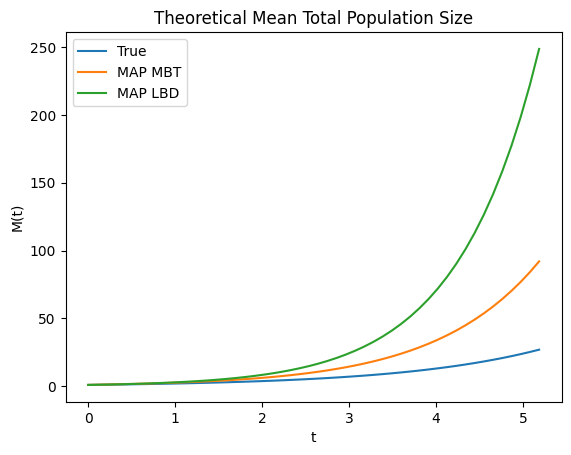 Theoretical Mean Total Population Size
True
MAP MBT
MAP LBD
M(t)
250
200
150
100
50
0
0 1 2 3 4 5
t